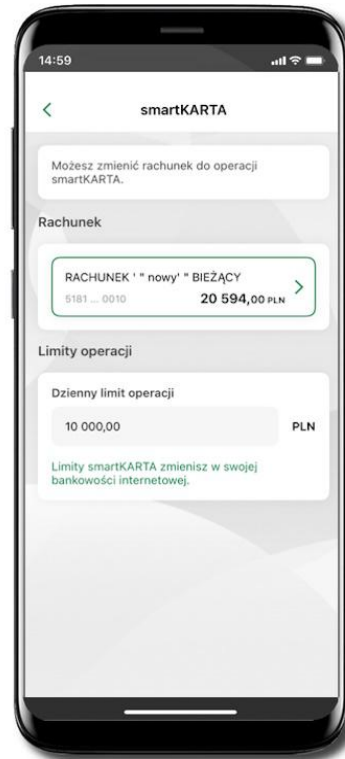 14:59
smartKARTA
Możesz zmienić rachunek do operacji
smartKARTA.
Rachunek
RACHUNEK ' " nowy' " BIEŻĄCY
5181 ... 0010 20 594,00 PLN
Limity operacji
Dzienny limit operacji
10 000,00 PLN
Limity smartKARTA zmienisz w swojej
bankowości internetowej.